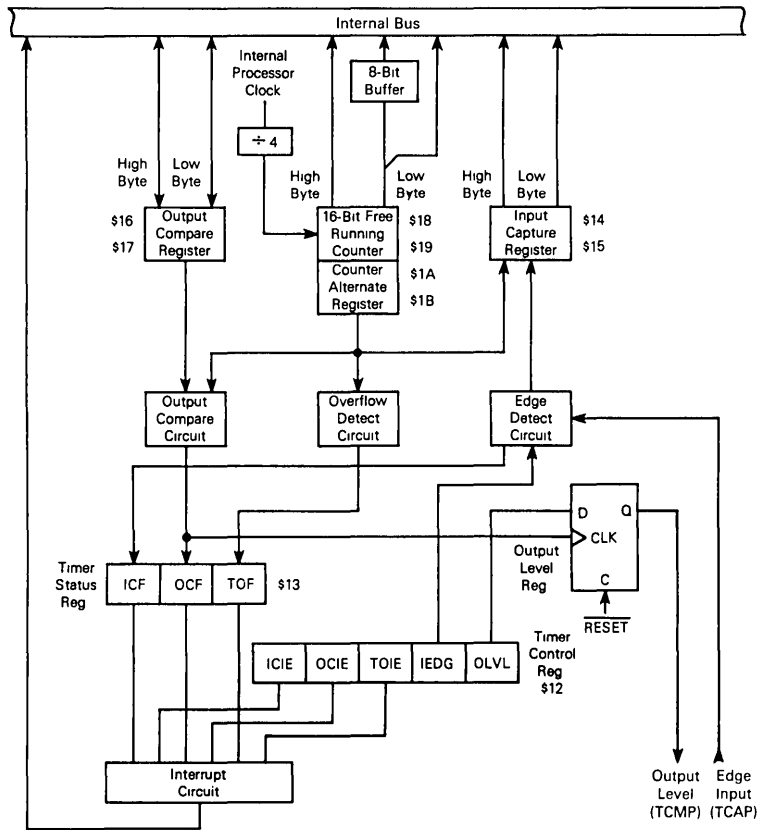 Internal Bus
Internal
Processor
Clock
8-Bit
Buffer
÷ 4
High
Byte
Low
Byte
High
Byte
Low
Byte
High
Byte
Low
Byte
$16
$17
Output
Compare
Register
16-Bit Free
Running
Counter
$18
$19
Counter
Alternate
Register
$1A
$1B
Input
Capture
Register
$14
$15
Output
Compare
Circuit
Overflow
Detect
Circuit
Edge
Detect
Circuit
D Q
CLK
C
Output
Level
Reg
RESET
Timer
Status
Reg
ICF OCF TOF
$13
ICIE OCIE TOIE IEDG OLVL
Timer
Control
Reg
$12
Interrupt
Circuit
Output
Level
(TCMP)
Edge
Input
(TCAP)